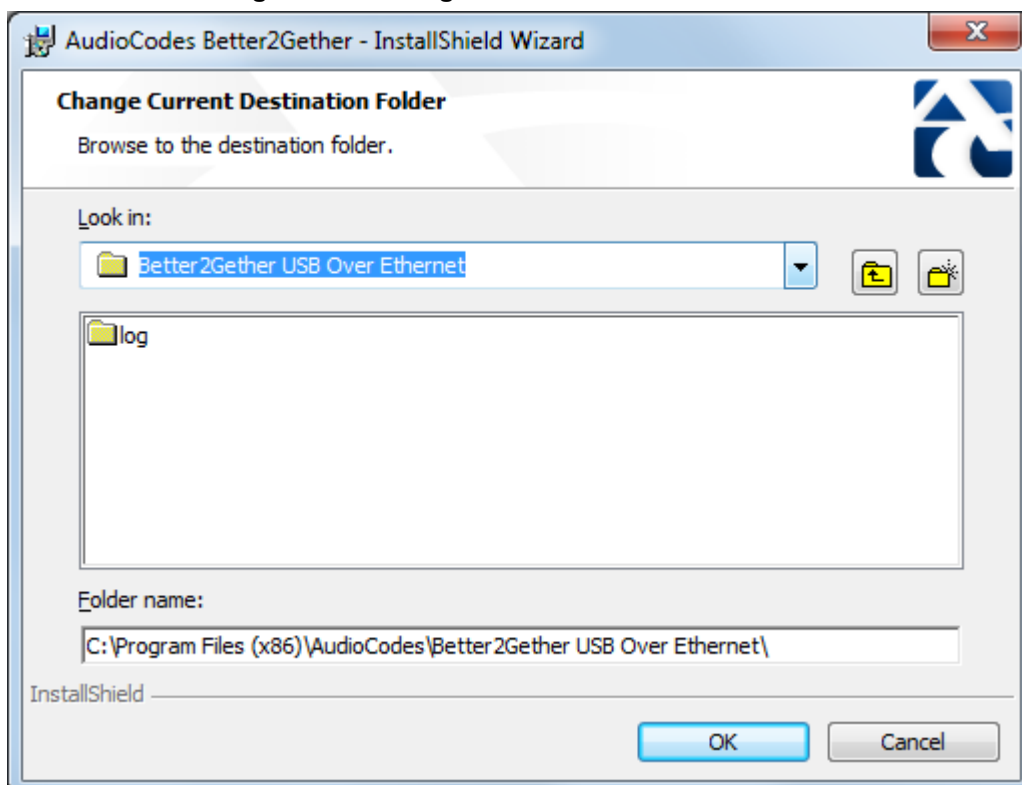 AudioCodes Better2Gether - InstallShield Wizard
Change Current Destination Folder
Browse to the destination folder.
Look in:
Better2Gether USB Over Ethernet
log
Folder name:
C:\Program Files (x86)\AudioCodes\Better2Gether USB Over Ethernet\
InstallShield
OK Cancel